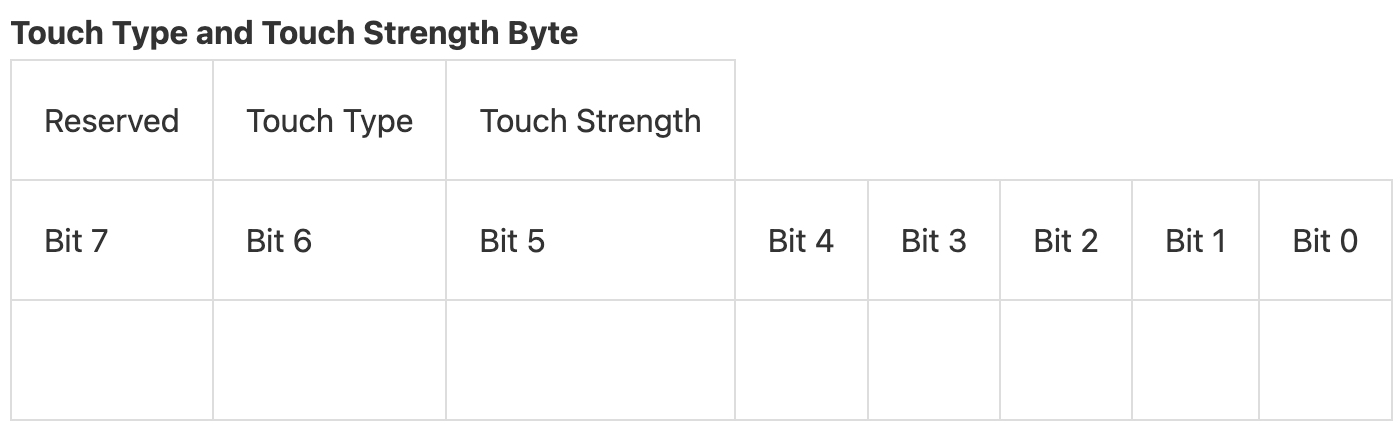 Touch Type and Touch Strength Byte
Reserved Touch Type Touch Strength
Bit 7 Bit 6 Bit 5 Bit 4 Bit 3 Bit 2 Bit 1 Bit 0